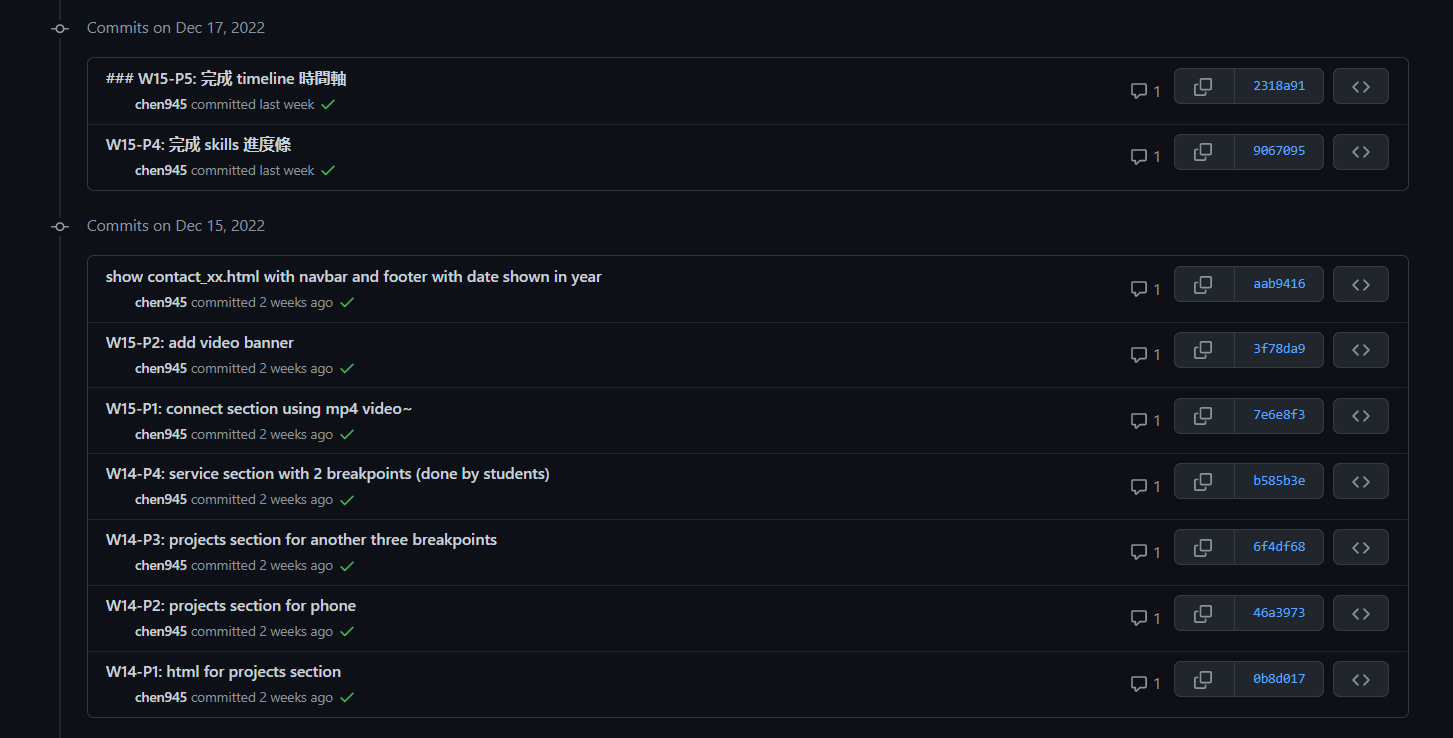 Commits on Dec 17, 2022
### W15-P5: 完成 timeline 時間軸
chen945 committed last week
1
2318a91
W15-P4: 完成 skills 進度條
chen945 committed last week
1
9067095
Commits on Dec 15, 2022
show contact_xx.html with navbar and footer with date shown in year
chen945 committed 2 weeks ago
1
aab9416
W15-P2: add video banner
chen945 committed 2 weeks ago
1
3f78da9
W15-P1: connect section using mp4 video~
chen945 committed 2 weeks ago
1
7e6e8f3
W14-P4: service section with 2 breakpoints (done by students)
chen945 committed 2 weeks ago
1
b585b3e
W14-P3: projects section for another three breakpoints
chen945 committed 2 weeks ago
1
6f4df68
W14-P2: projects section for phone
chen945 committed 2 weeks ago
1
46a3973
W14-P1: html for projects section
chen945 committed 2 weeks ago
1
0b8d017